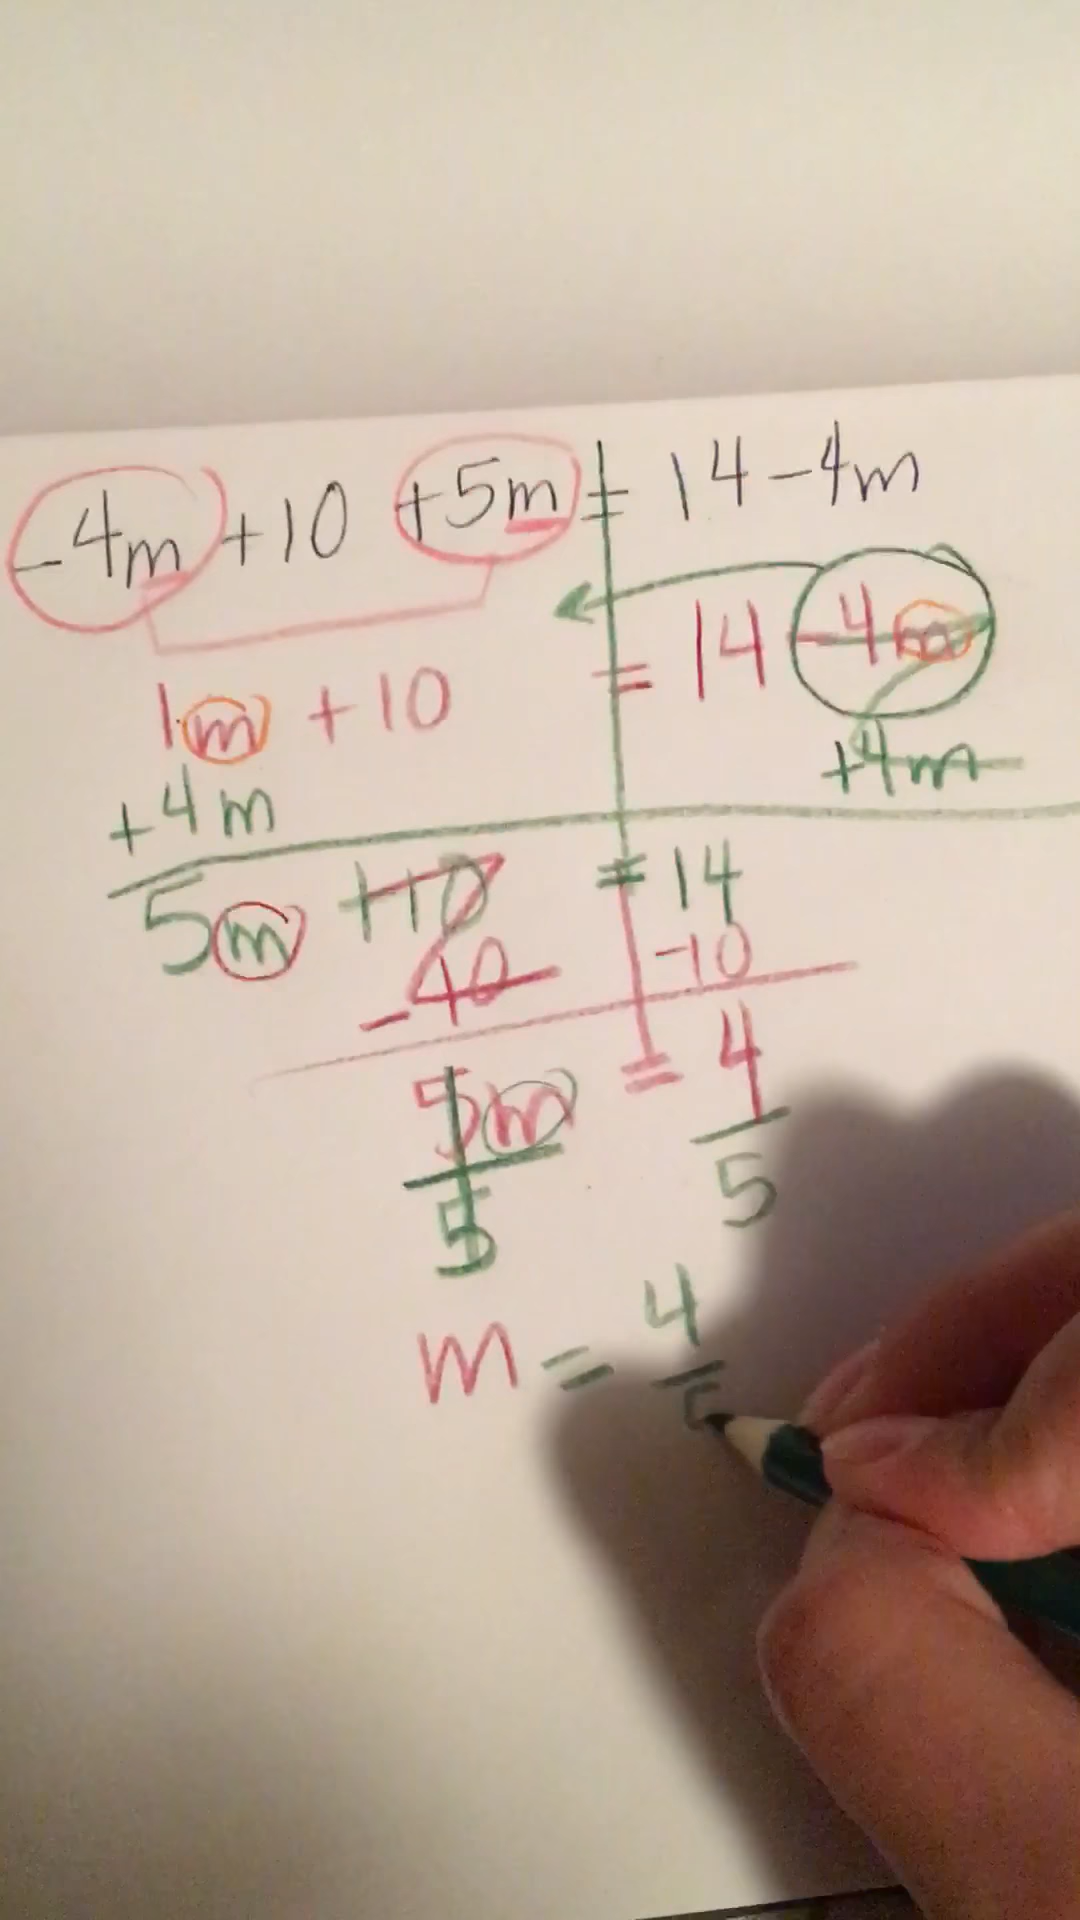 -4m +10 +5m = 14 - 4m
1m + 10 = 14 - 4m
+4m +4m
5m +10 = 14
-10 -10
5m = 4
5 5
m = 4
5